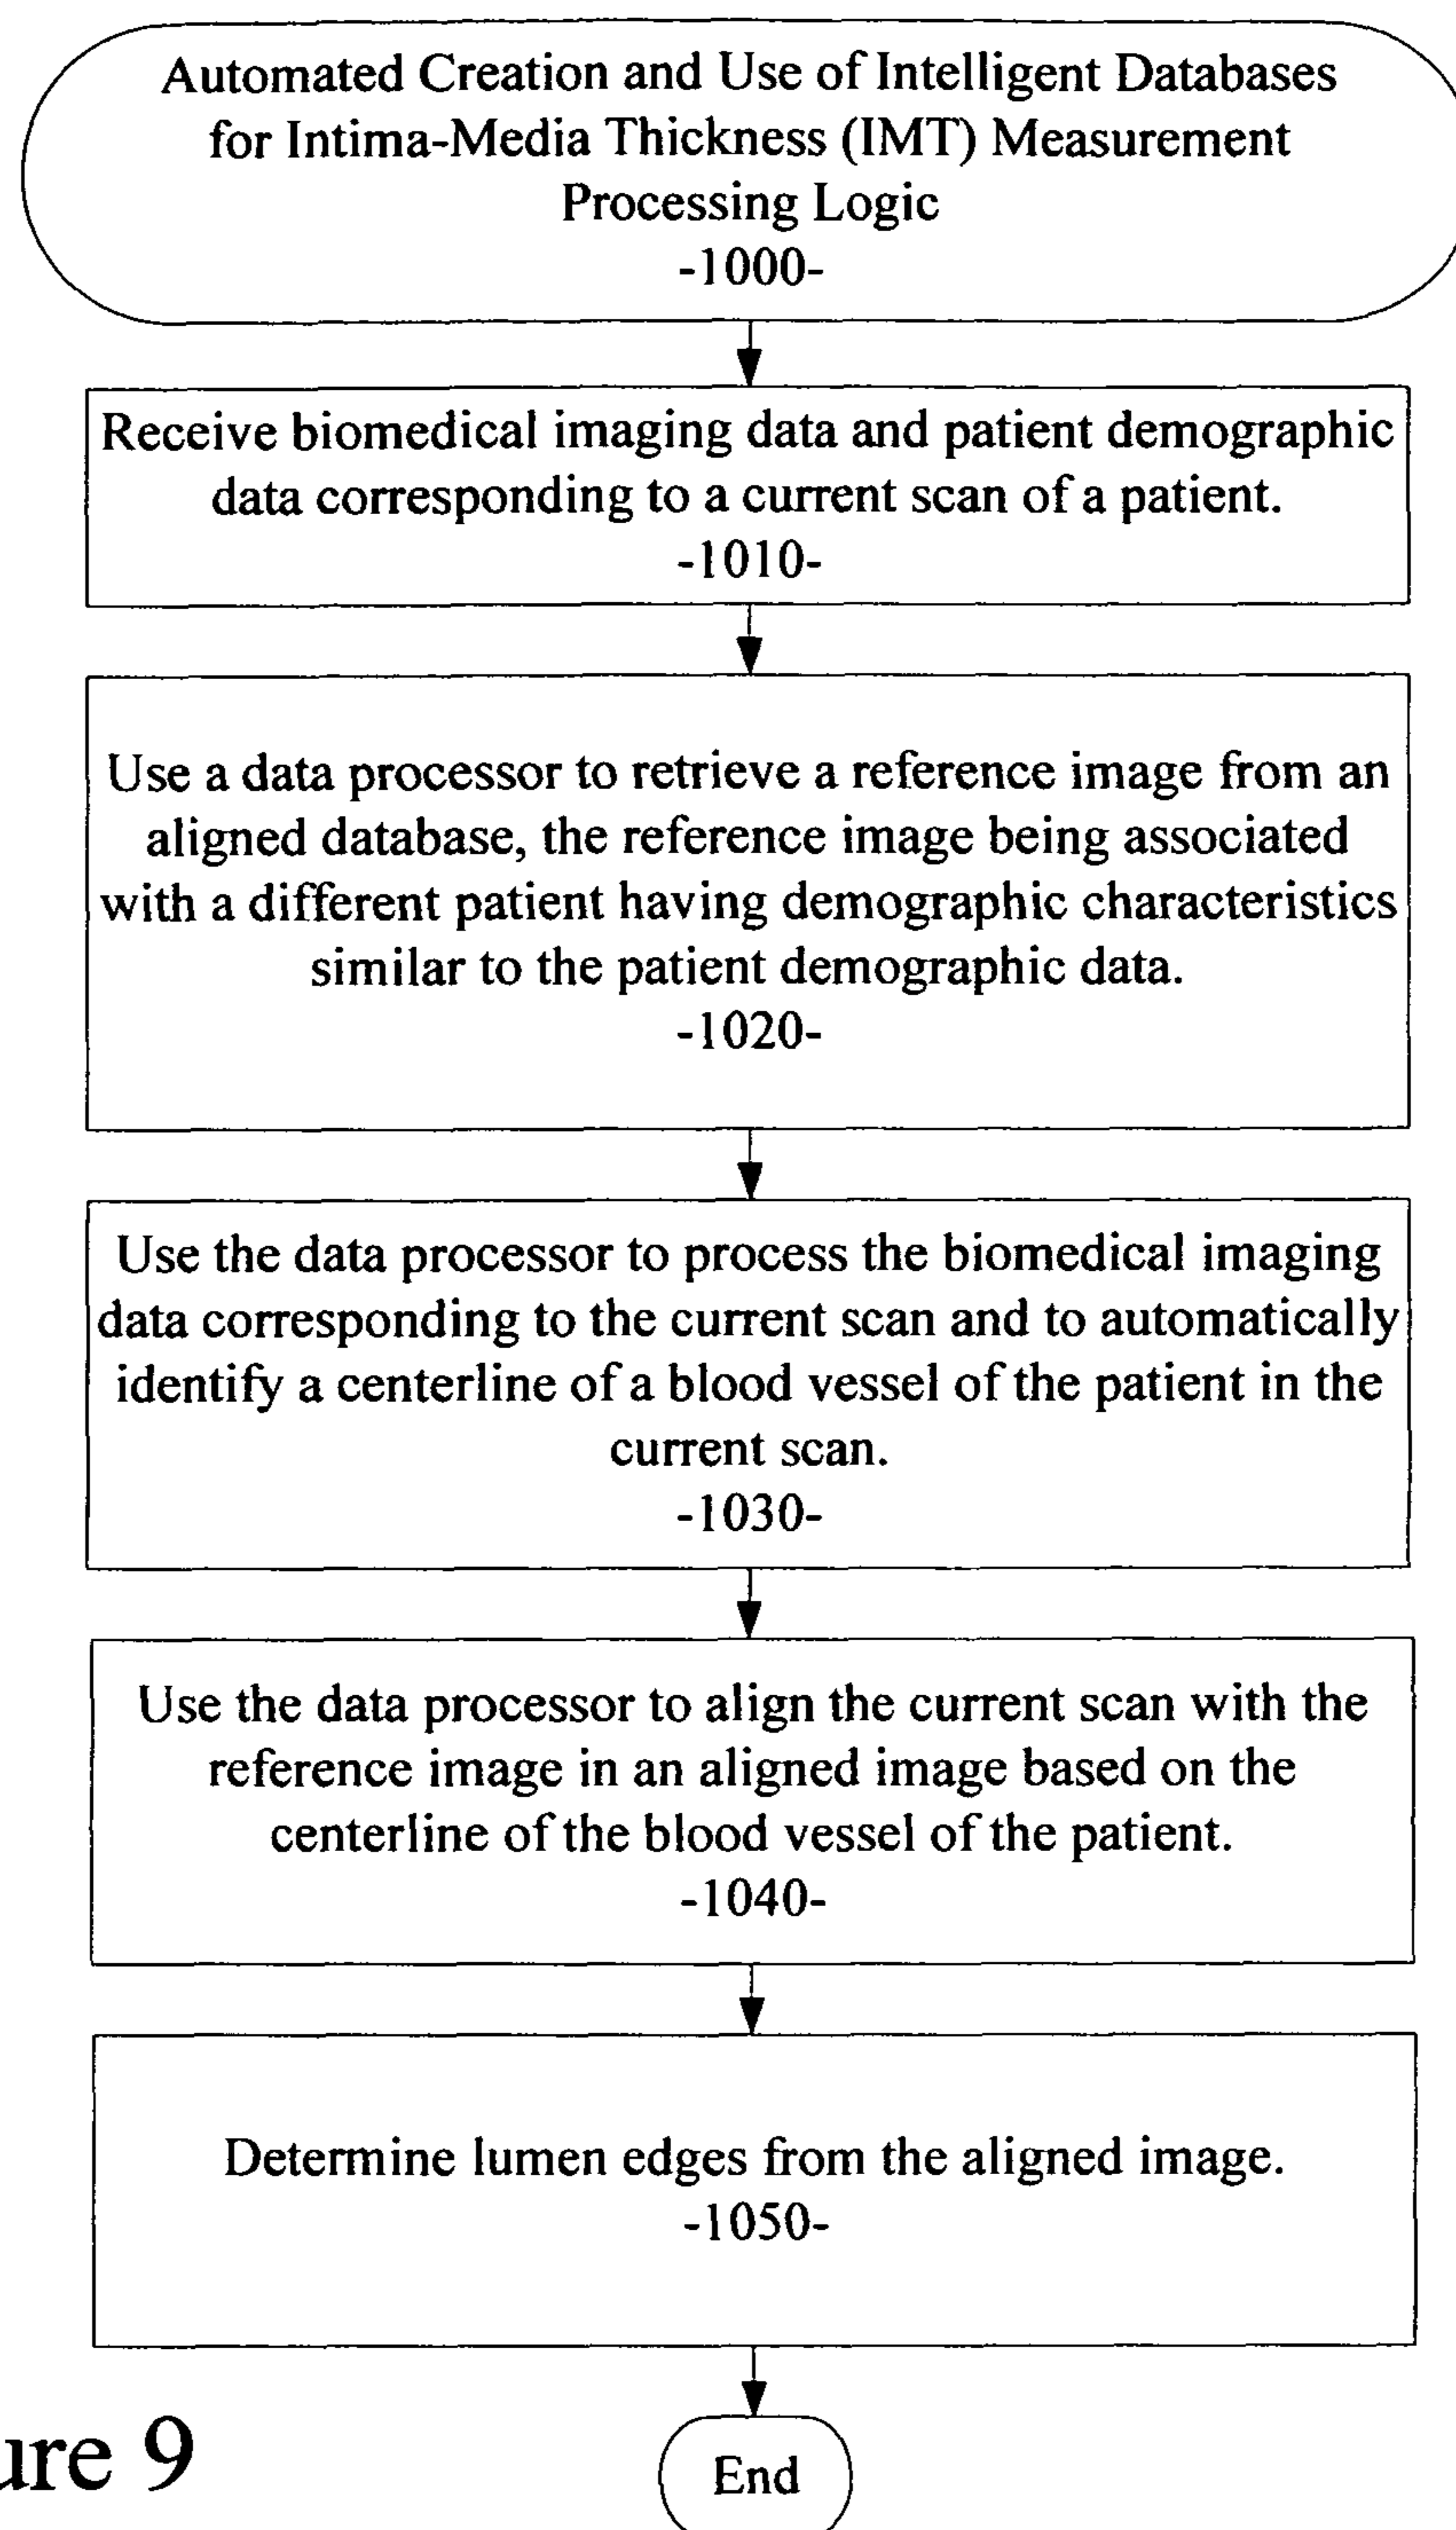 Automated Creation and Use of Intelligent Databases
for Intima-Media Thickness (IMT) Measurement
Processing Logic
-1000-
Receive biomedical imaging data and patient demographic
data corresponding to a current scan of a patient.
-1010-
Use a data processor to retrieve a reference image from an
aligned database, the reference image being associated
with a different patient having demographic characteristics
similar to the patient demographic data.
-1020-
Use the data processor to process the biomedical imaging
data corresponding to the current scan and to automatically
identify a centerline of a blood vessel of the patient in the
current scan.
-1030-
Use the data processor to align the current scan with the
reference image in an aligned image based on the
centerline of the blood vessel of the patient.
-1040-
Determine lumen edges from the aligned image.
-1050-
ure 9
End